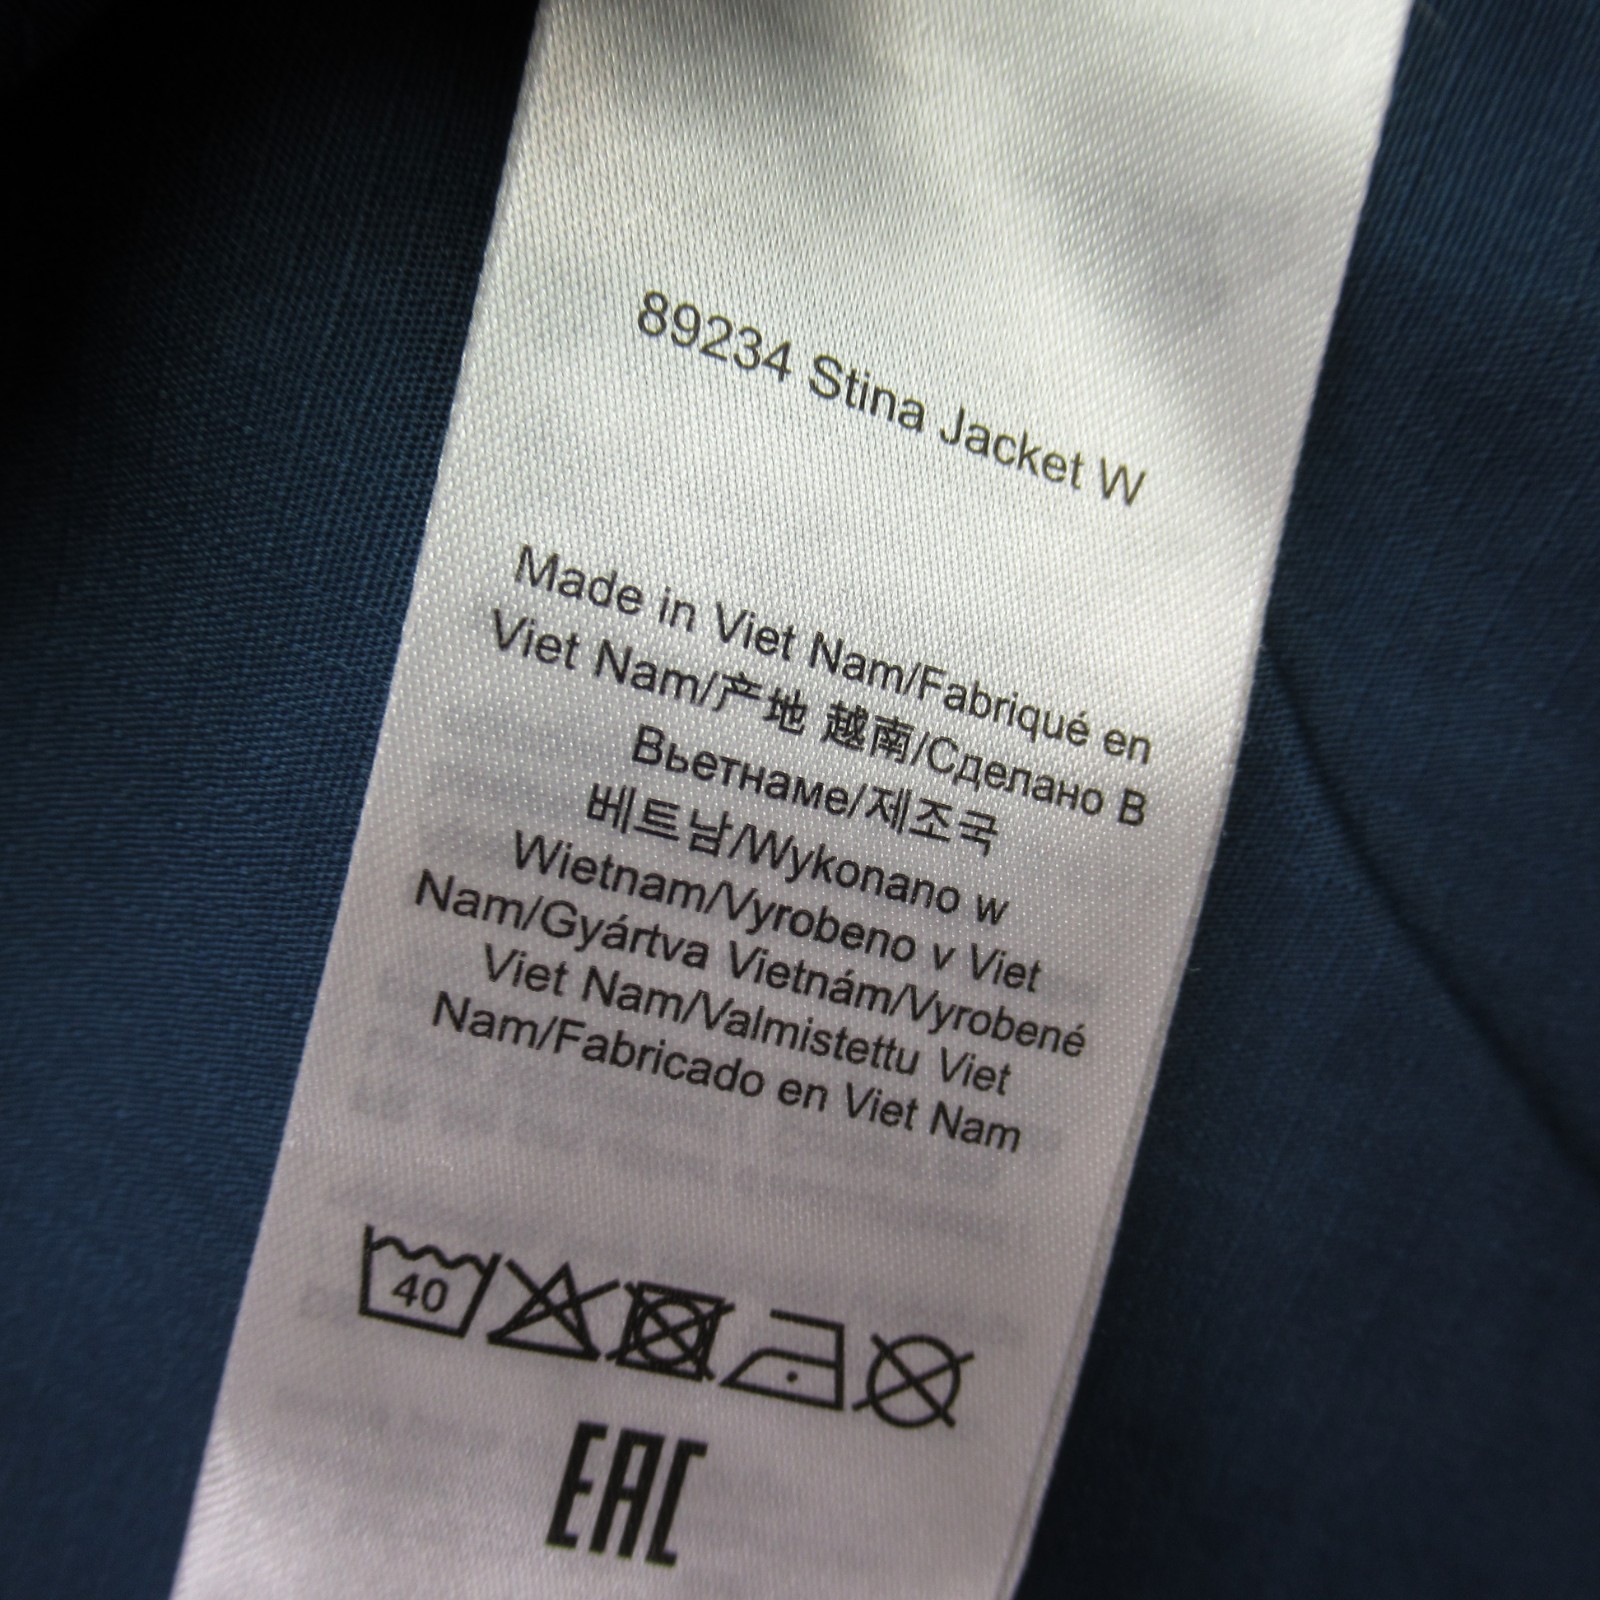 89234 Stina Jacket W
Made in Viet Nam/Fabriqué en
Viet Nam/产地 越南/Сделано В
Вьетнаме/제조국
베트남/Wykonano w
Wietnam/Vyrobeno v Viet
Nam/Gyártva Vietnám/Vyrobené
Viet Nam/Valmistettu Viet
Nam/Fabricado en Viet Nam
40
EAC